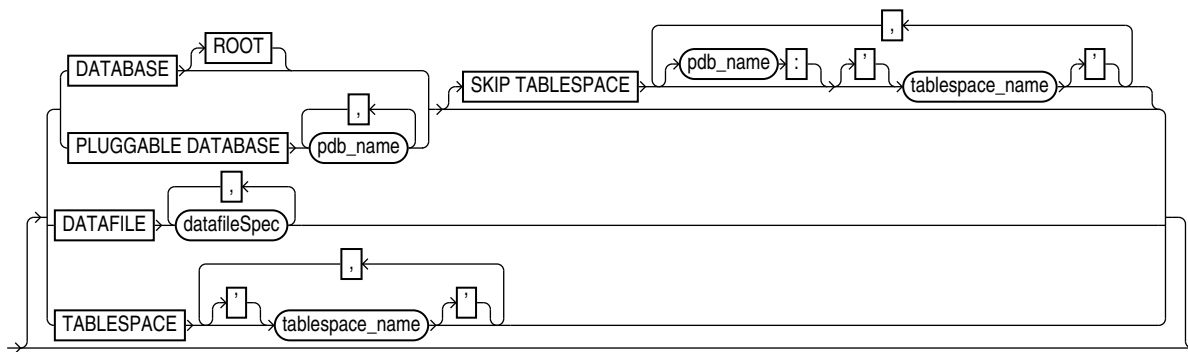 ,
ROOT
DATABASE
pdb_name : ' '
SKIP TABLESPACE
tablespace_name
,
PLUGGABLE DATABASE pdb_name
,
DATAFILE datafileSpec
,
' '
TABLESPACE tablespace_name